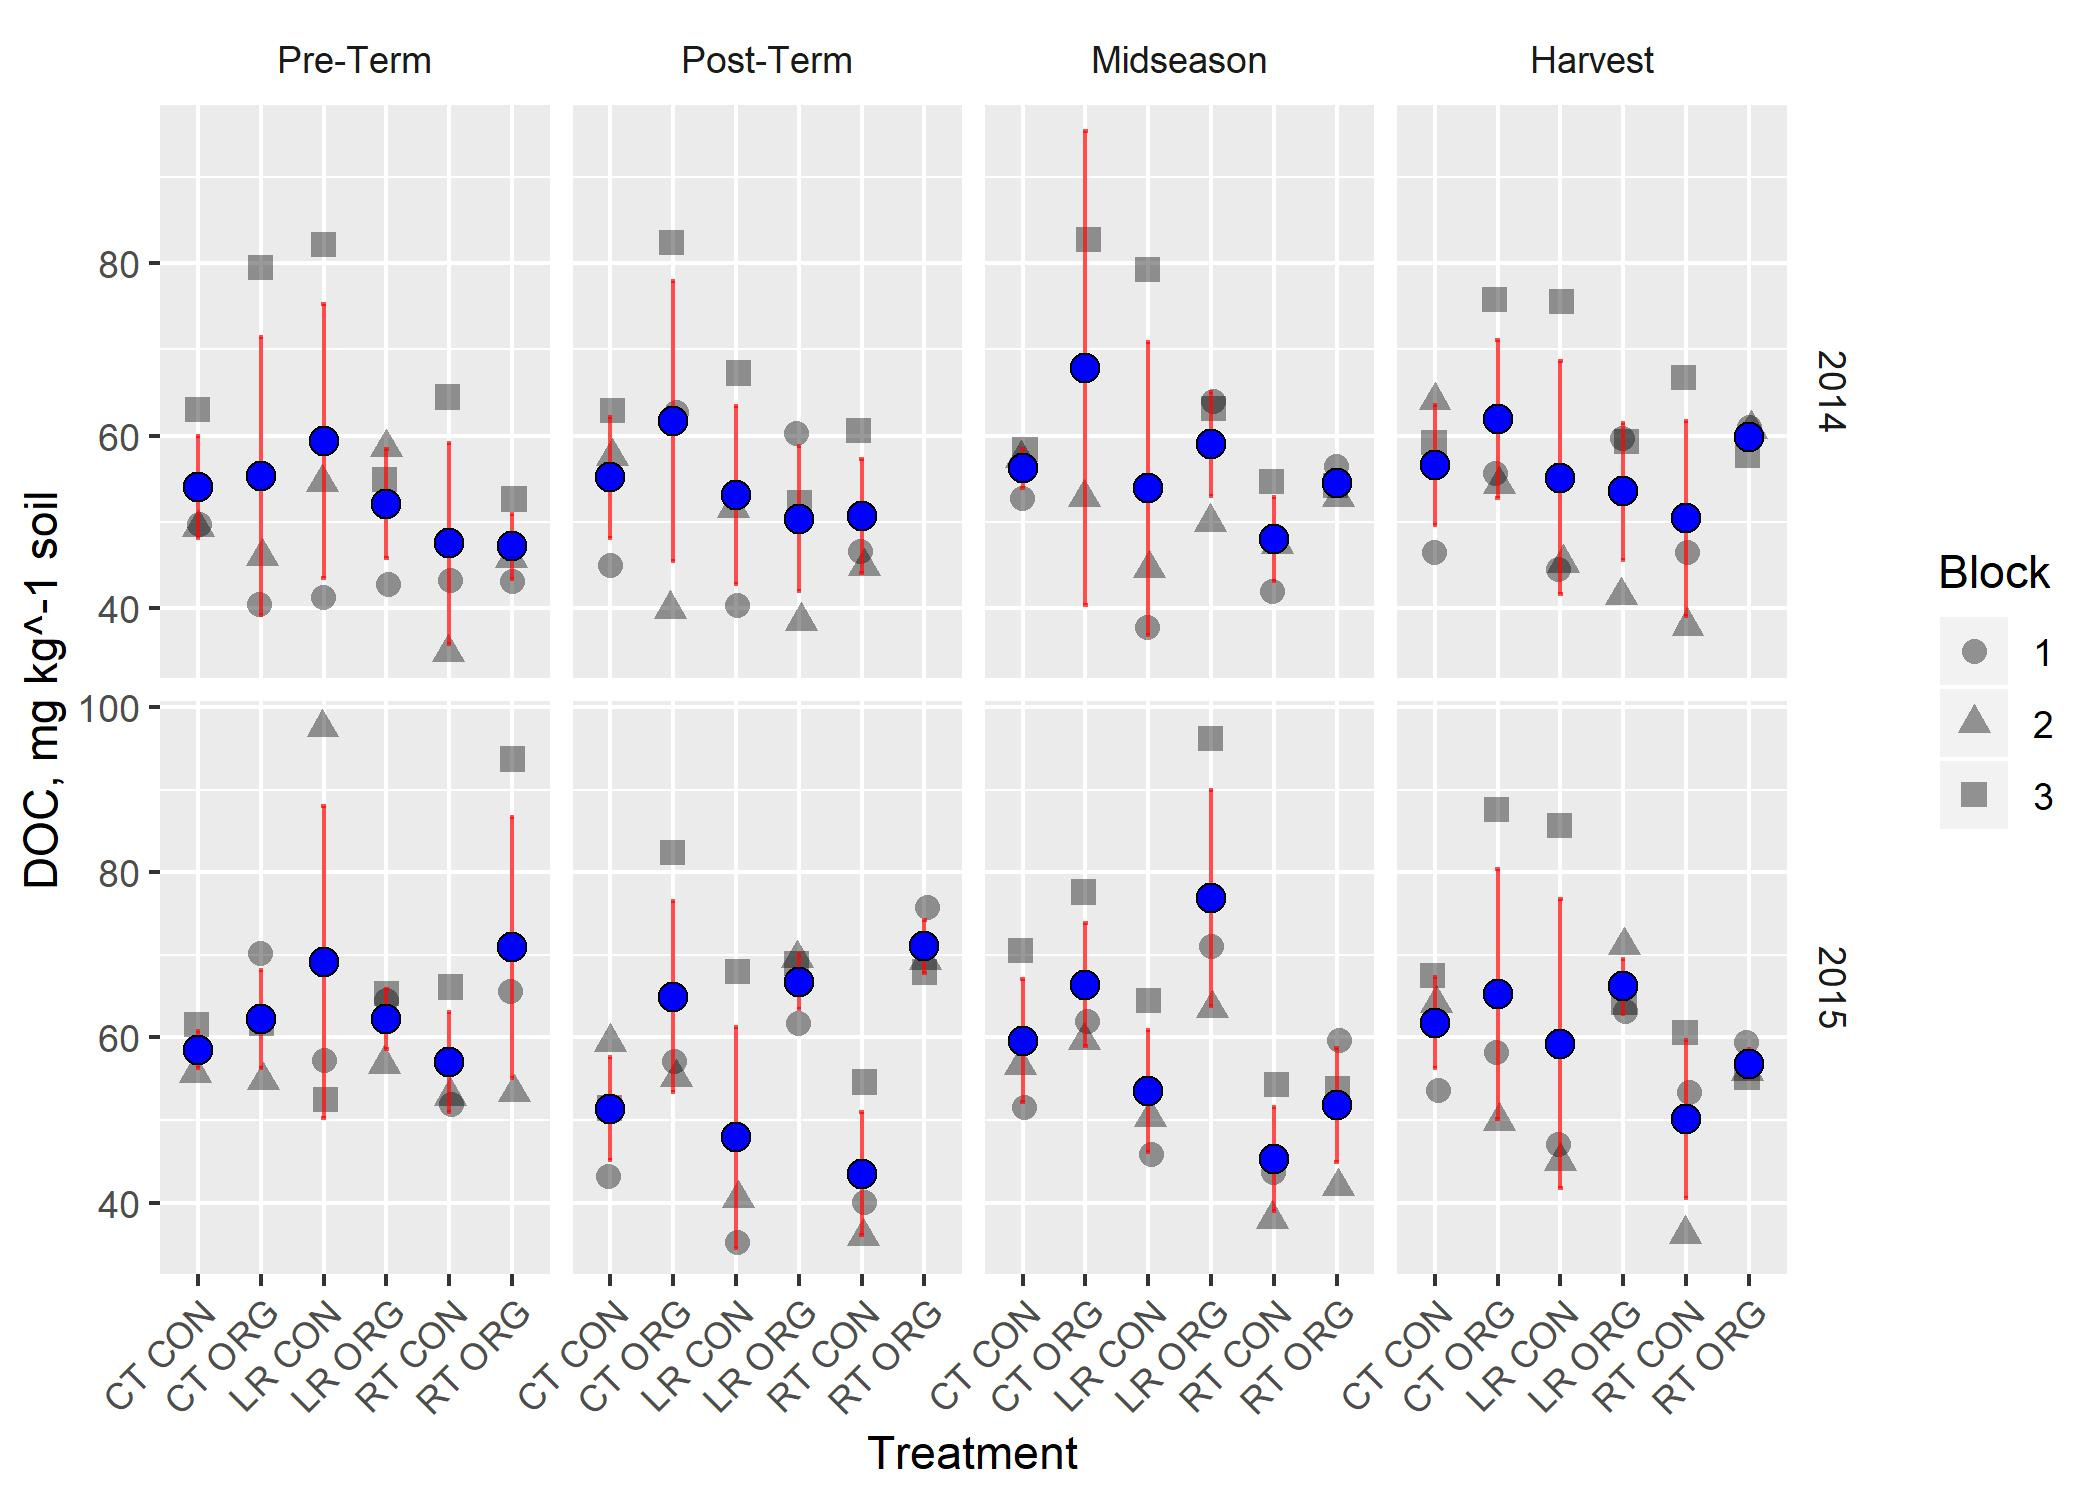 Pre-Term Post-Term Midseason Harvest
80
60
40
2014
100
80
60
40
2015
DOC, mg kg^-1 soil
CT CON CT ORG LR CON LR ORG RT CON RT ORG CT CON CT ORG LR CON LR ORG RT CON RT ORG CT CON CT ORG LR CON LR ORG RT CON RT ORG CT CON CT ORG LR CON LR ORG RT CON RT ORG
Treatment
Block
1
2
3